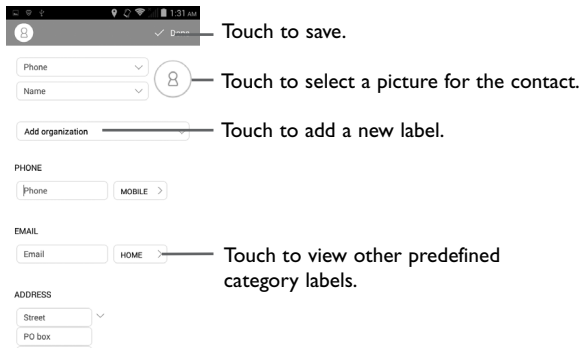 1:31 AM
Done
Touch to save.
Phone
Name
Touch to select a picture for the contact.
Add organization
Touch to add a new label.
PHONE
Phone
MOBILE
EMAIL
Email
HOME
Touch to view other predefined
category labels.
ADDRESS
Street
PO box